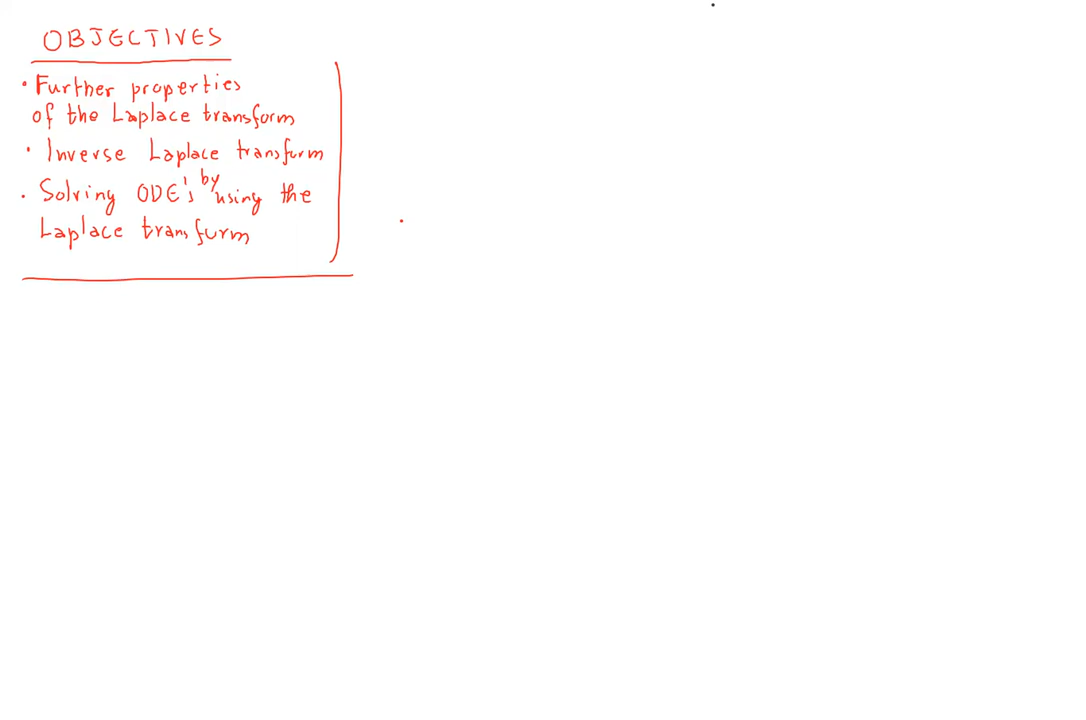 OBJECTIVES
• Further properties
of the Laplace transform
• Inverse Laplace transform
• Solving ODE's by using the
Laplace transform